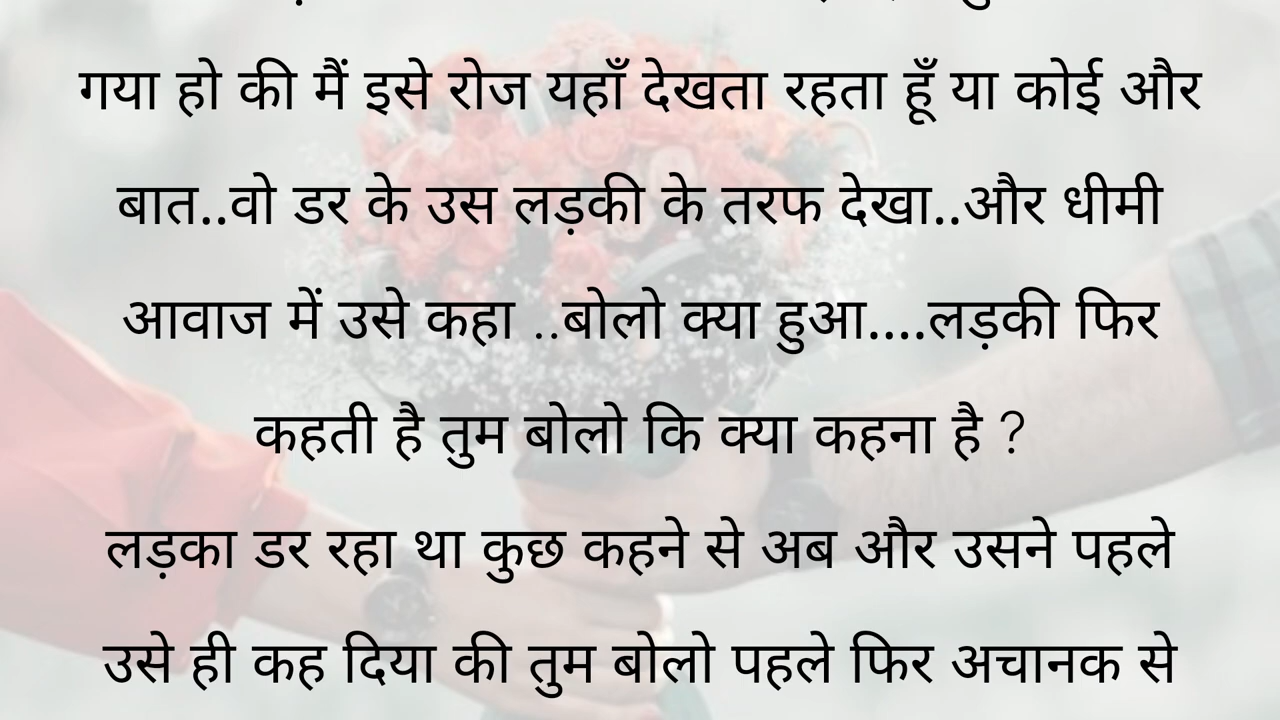 गया हो की मैं इसे रोज यहाँ देखता रहता हूँ या कोई और
बात..वो डर के उस लड़की के तरफ देखा..और धीमी
आवाज में उसे कहा ..बोलो क्या हुआ....लड़की फिर
कहती है तुम बोलो कि क्या कहना है ?
लड़का डर रहा था कुछ कहने से अब और उसने पहले
उसे ही कह दिया की तुम बोलो पहले फिर अचानक से